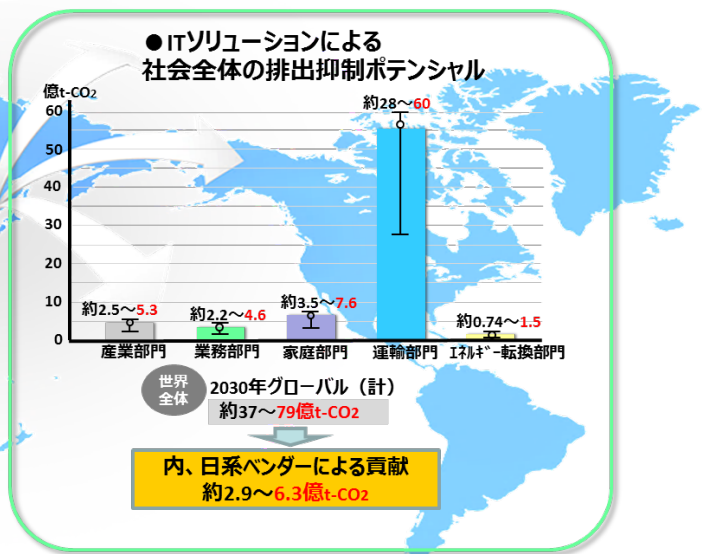 ●ITソリューションによる
社会全体の排出抑制ポテンシャル
億t-CO2
60
50
40
30
20
10
0
約2.5～5.3
約2.2～4.6
約3.5～7.6
約28～60
約0.74～1.5
産業部門 業務部門 家庭部門 運輸部門 ｴﾈﾙｷﾞｰ転換部門
世界
全体
2030年グローバル（計）
約37～79億t-CO2
内、日系ベンダーによる貢献
約2.9～6.3億t-CO2